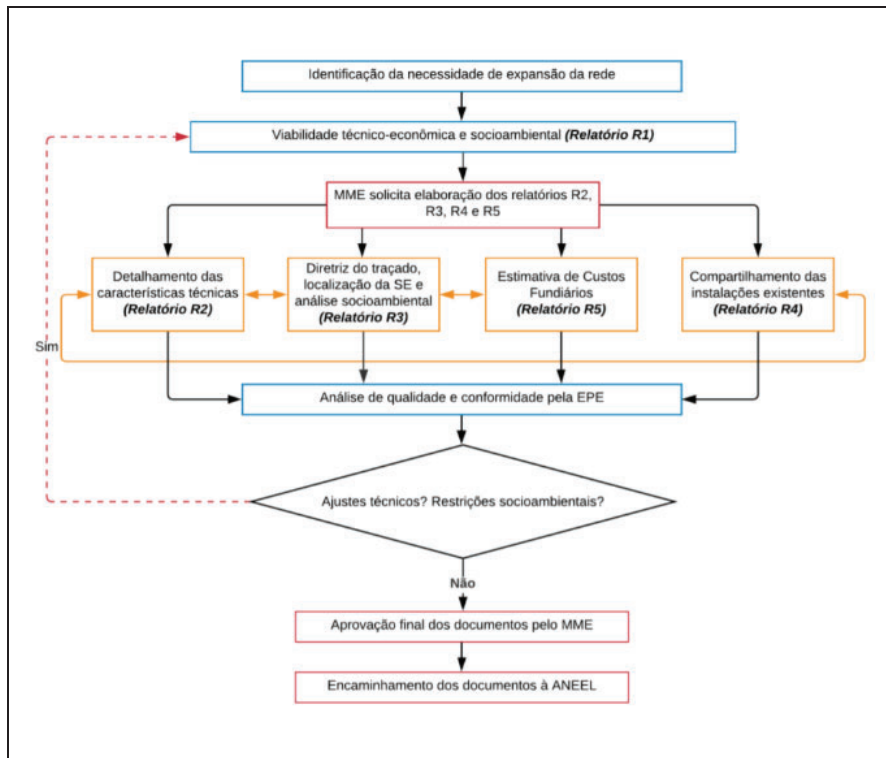 Identificação da necessidade de expansão da rede
Viabilidade técnico-econômica e socioambiental (Relatório R1)
MME solicita elaboração dos relatórios R2,
R3, R4 e R5
Detalhamento das
características técnicas
(Relatório R2)
Diretriz do traçado,
localização da SE e
análise socioambiental
(Relatório R3)
Estimativa de Custos
Fundiários
(Relatório R5)
Compartilhamento das
instalações existentes
(Relatório R4)
Sim
Análise de qualidade e conformidade pela EPE
Ajustes técnicos? Restrições socioambientais?
Não
Aprovação final dos documentos pelo MME
Encaminhamento dos documentos à ANEEL